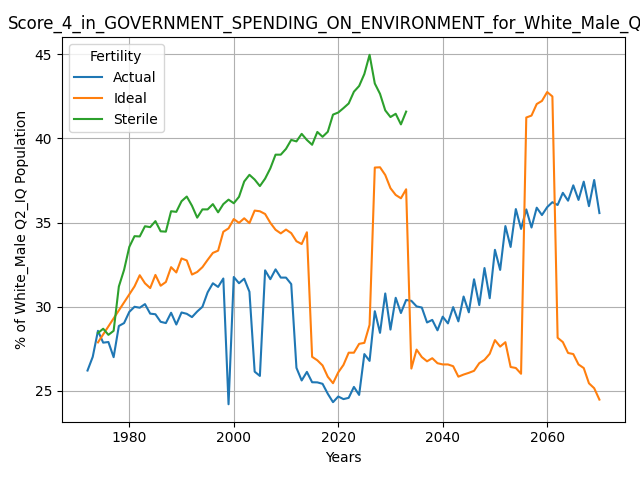 Score_4_in_GOVERNMENT_SPENDING_ON_ENVIRONMENT_for_White_Male_Q
Fertility
Actual
Ideal
Sterile
% of White_Male Q2_IQ Population
45
40
35
30
25
1980
2000
2020
2040
2060
Years